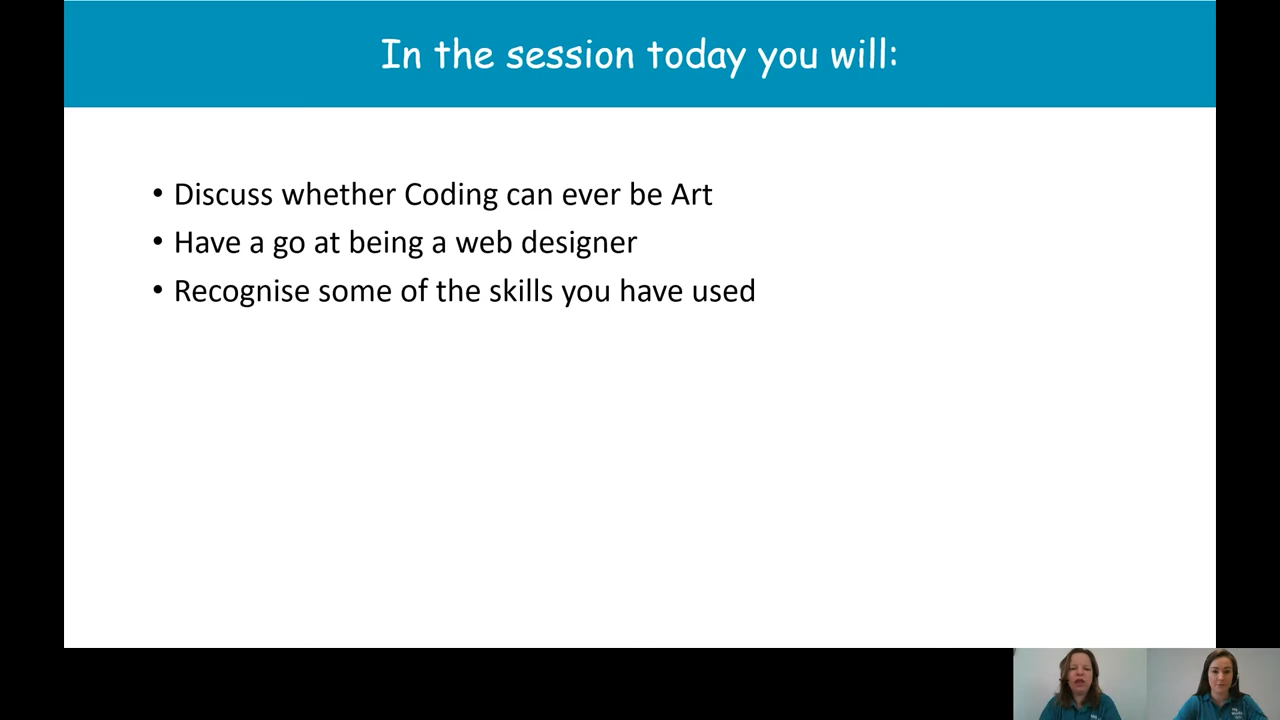 In the session today you will:
• Discuss whether Coding can ever be Art
• Have a go at being a web designer
• Recognise some of the skills you have used